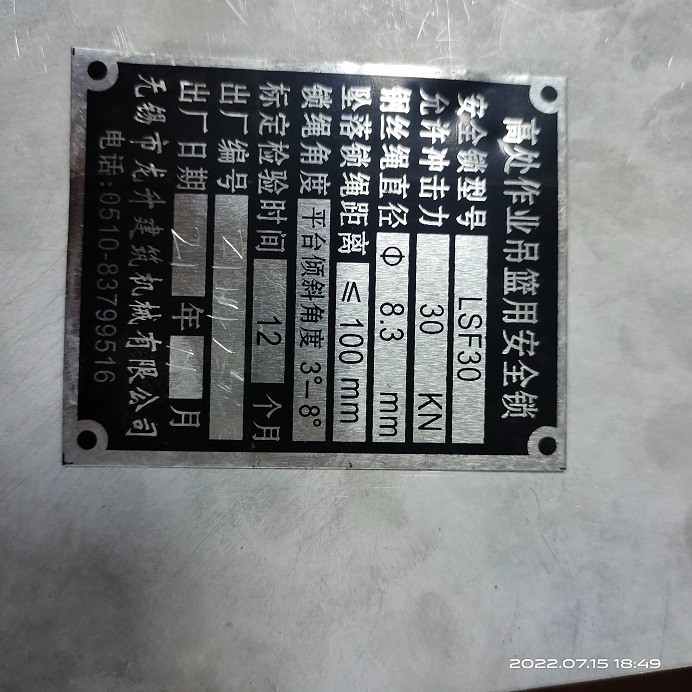 高处作业吊篮用安全锁
安全锁型号 LSF30
允许冲击力 30 KN
钢丝绳直径 Φ 8.3 mm
坠落锁绳距离 ≤100 mm
锁绳角度 平台倾斜角度 3°—8°
标定检验时间 12 个月
出厂编号
出厂日期 21 年 月
无锡市龙升建筑机械有限公司
电话:0510-83799516
2022.07.15 18:49